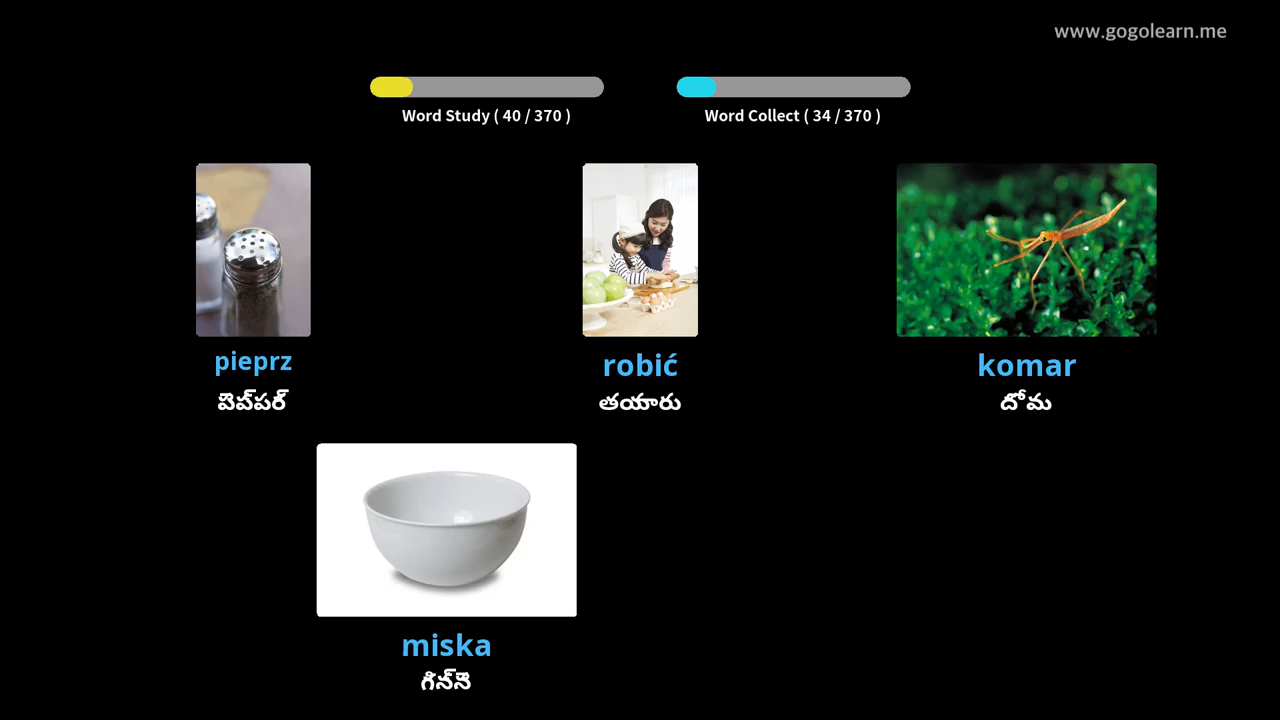 www.gogolearn.me
Word Study ( 40 / 370 )
Word Collect ( 34 / 370 )
pieprz
robić
komar
పెప్‌పర్
తయారు
దోమ
miska
గిన్‌నె